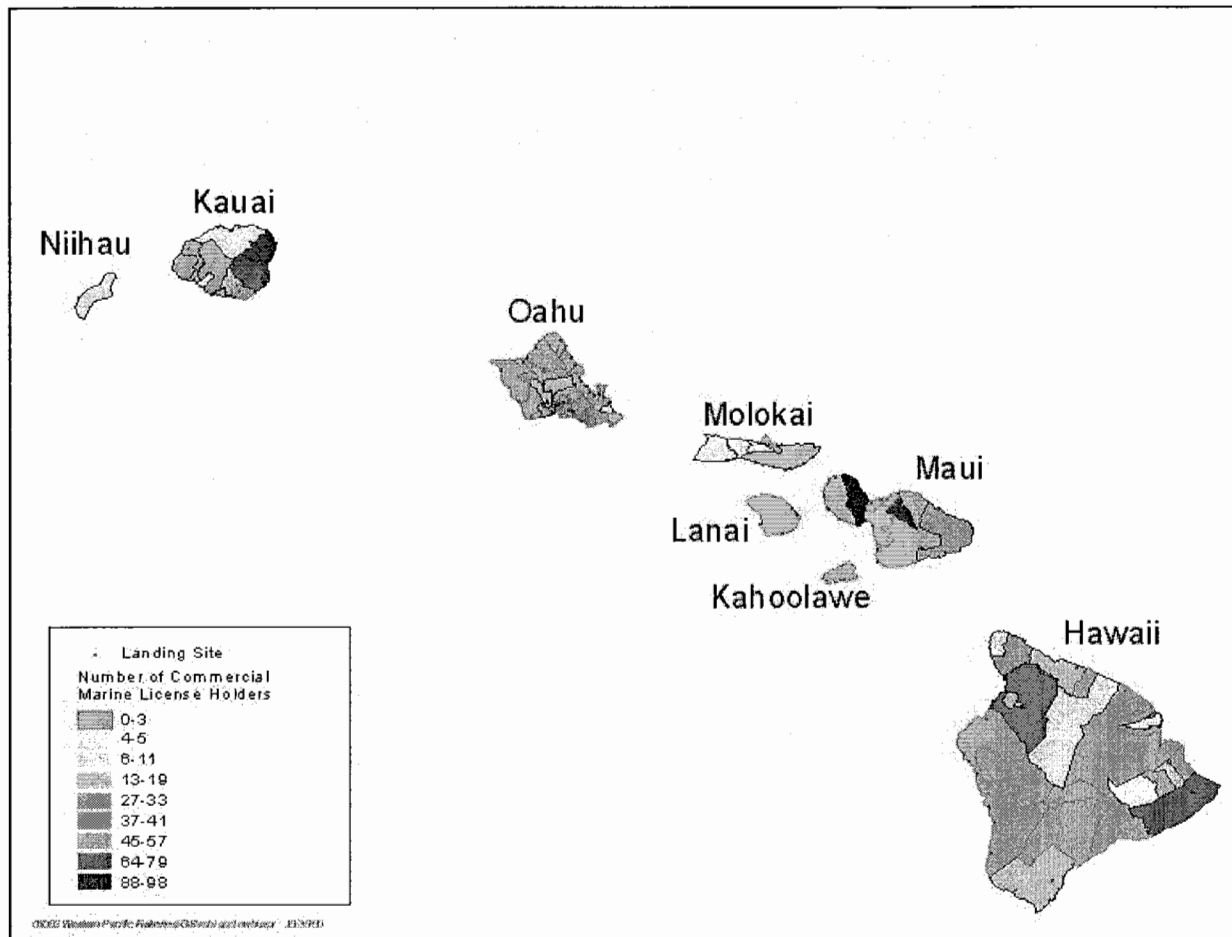 Kauai
Niihau
Oahu
Molokai
Maui
Lanai
Kahoolawe
Hawaii
Landing Site
Number of Commercial
Marine License Holders
0-3
4-5
6-11
13-19
27-33
37-41
45-57
64-79
88-98